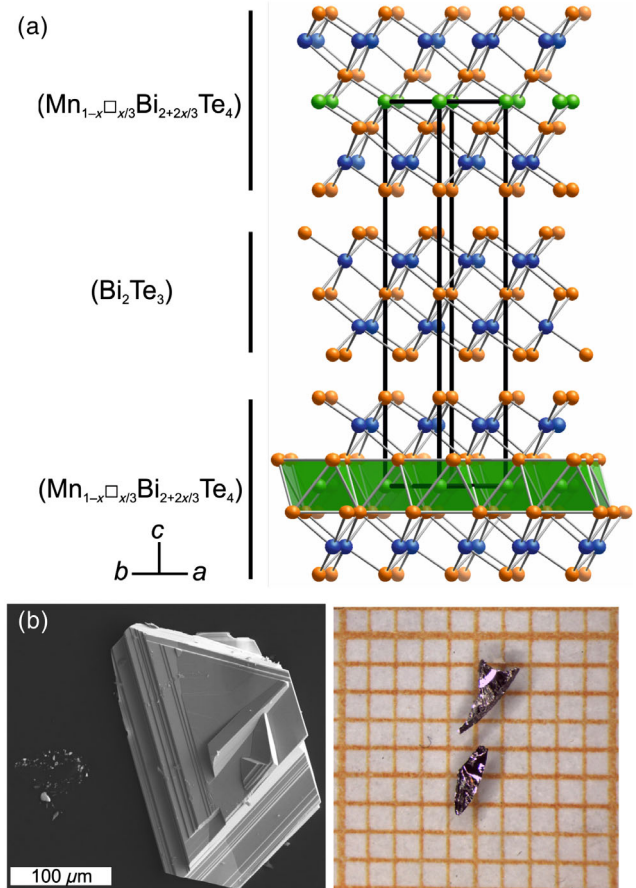 (a)
(Mn₁₋ₓ□ₓ/₃Bi₂₊₂ₓ/₃Te₄)
(Bi₂Te₃)
(Mn₁₋ₓ□ₓ/₃Bi₂₊₂ₓ/₃Te₄)
c
b a
(b)
100 µm